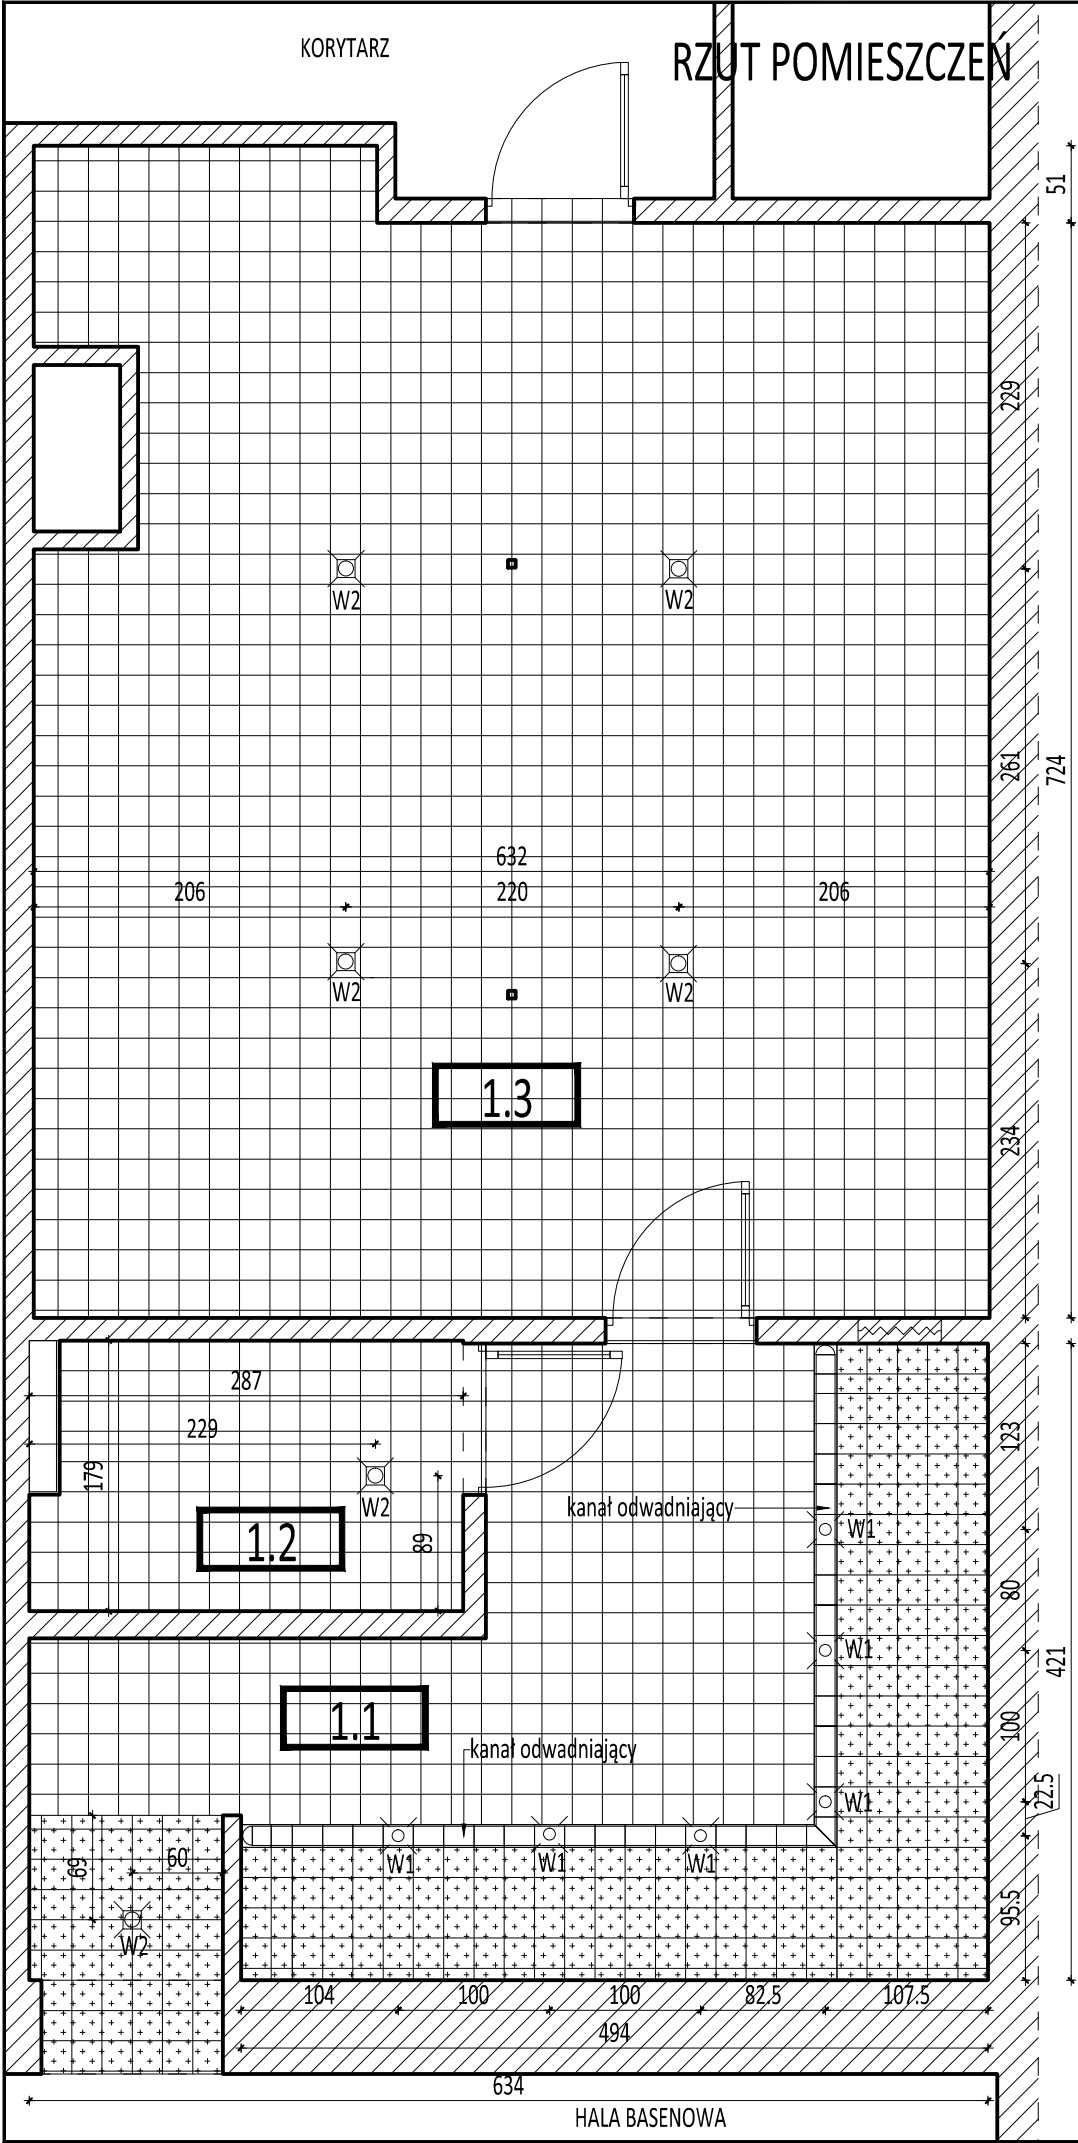 KORYTARZ
RZUT POMIESZCZEŃ
51
229
W2
W2
261
724
632
206
220
206
W2
W2
1.3
234
287
229
179
W2
89
1.2
kanał odwadniający
123
W1
80
W1
421
100
W1
22.5
1.1
kanał odwadniający
69
60
W1
W1
W1
95.5
W2
104
100
100
82.5
107.5
494
634
HALA BASENOWA